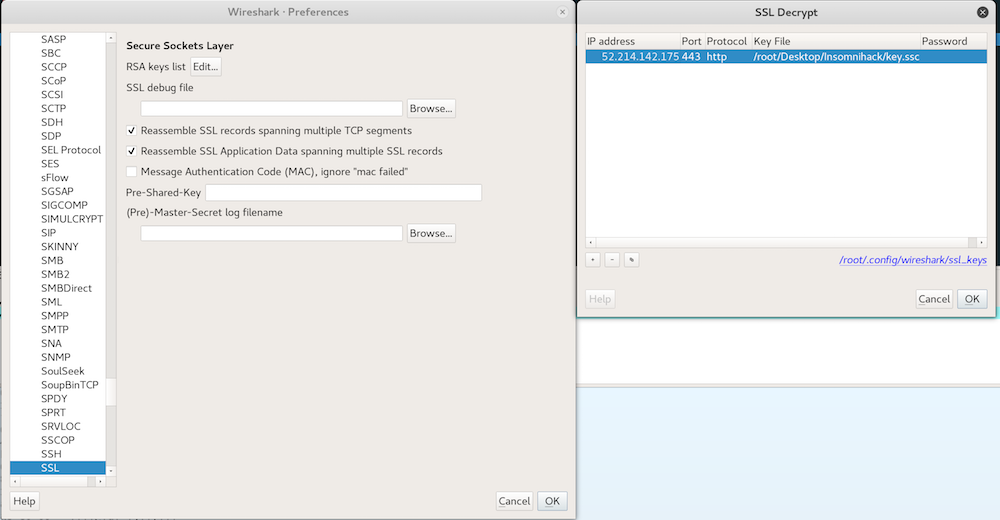 Wireshark · Preferences
SASP
SBC
SCCP
SCoP
SCSI
SCTP
SDH
SDP
SEL Protocol
SES
sFlow
SGSAP
SIGCOMP
SIMULCRYPT
SIP
SKINNY
SMB
SMB2
SMBDirect
SML
SMPP
SMTP
SNA
SNMP
SoulSeek
SoupBinTCP
SPDY
SPRT
SRVLOC
SSCOP
SSH
SSL
Secure Sockets Layer
RSA keys list Edit...
SSL debug file
Browse...
Reassemble SSL records spanning multiple TCP segments
Reassemble SSL Application Data spanning multiple SSL records
Message Authentication Code (MAC), ignore "mac failed"
Pre-Shared-Key
(Pre)-Master-Secret log filename
Browse...
Help Cancel OK
SSL Decrypt
IP address Port Protocol Key File Password
52.214.142.175 443 http /root/Desktop/Insomnihack/key.ssc
/root/.config/wireshark/ssl_keys
Help Cancel OK